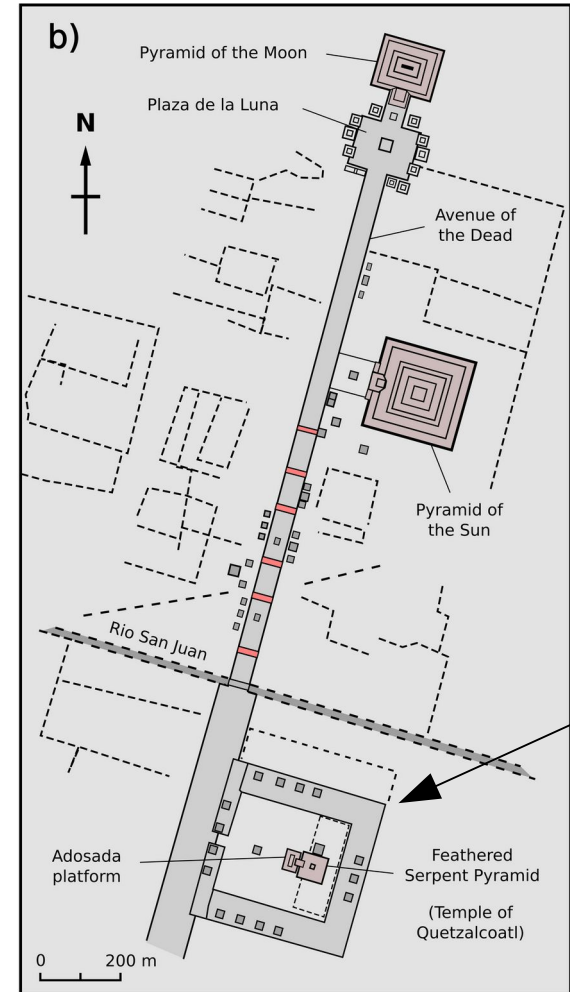 b)
Pyramid of the Moon
Plaza de la Luna
N
Avenue of
the Dead
Pyramid of
the Sun
Rio San Juan
Adosada
platform
Feathered
Serpent Pyramid
(Temple of
Quetzalcoatl)
0 200 m